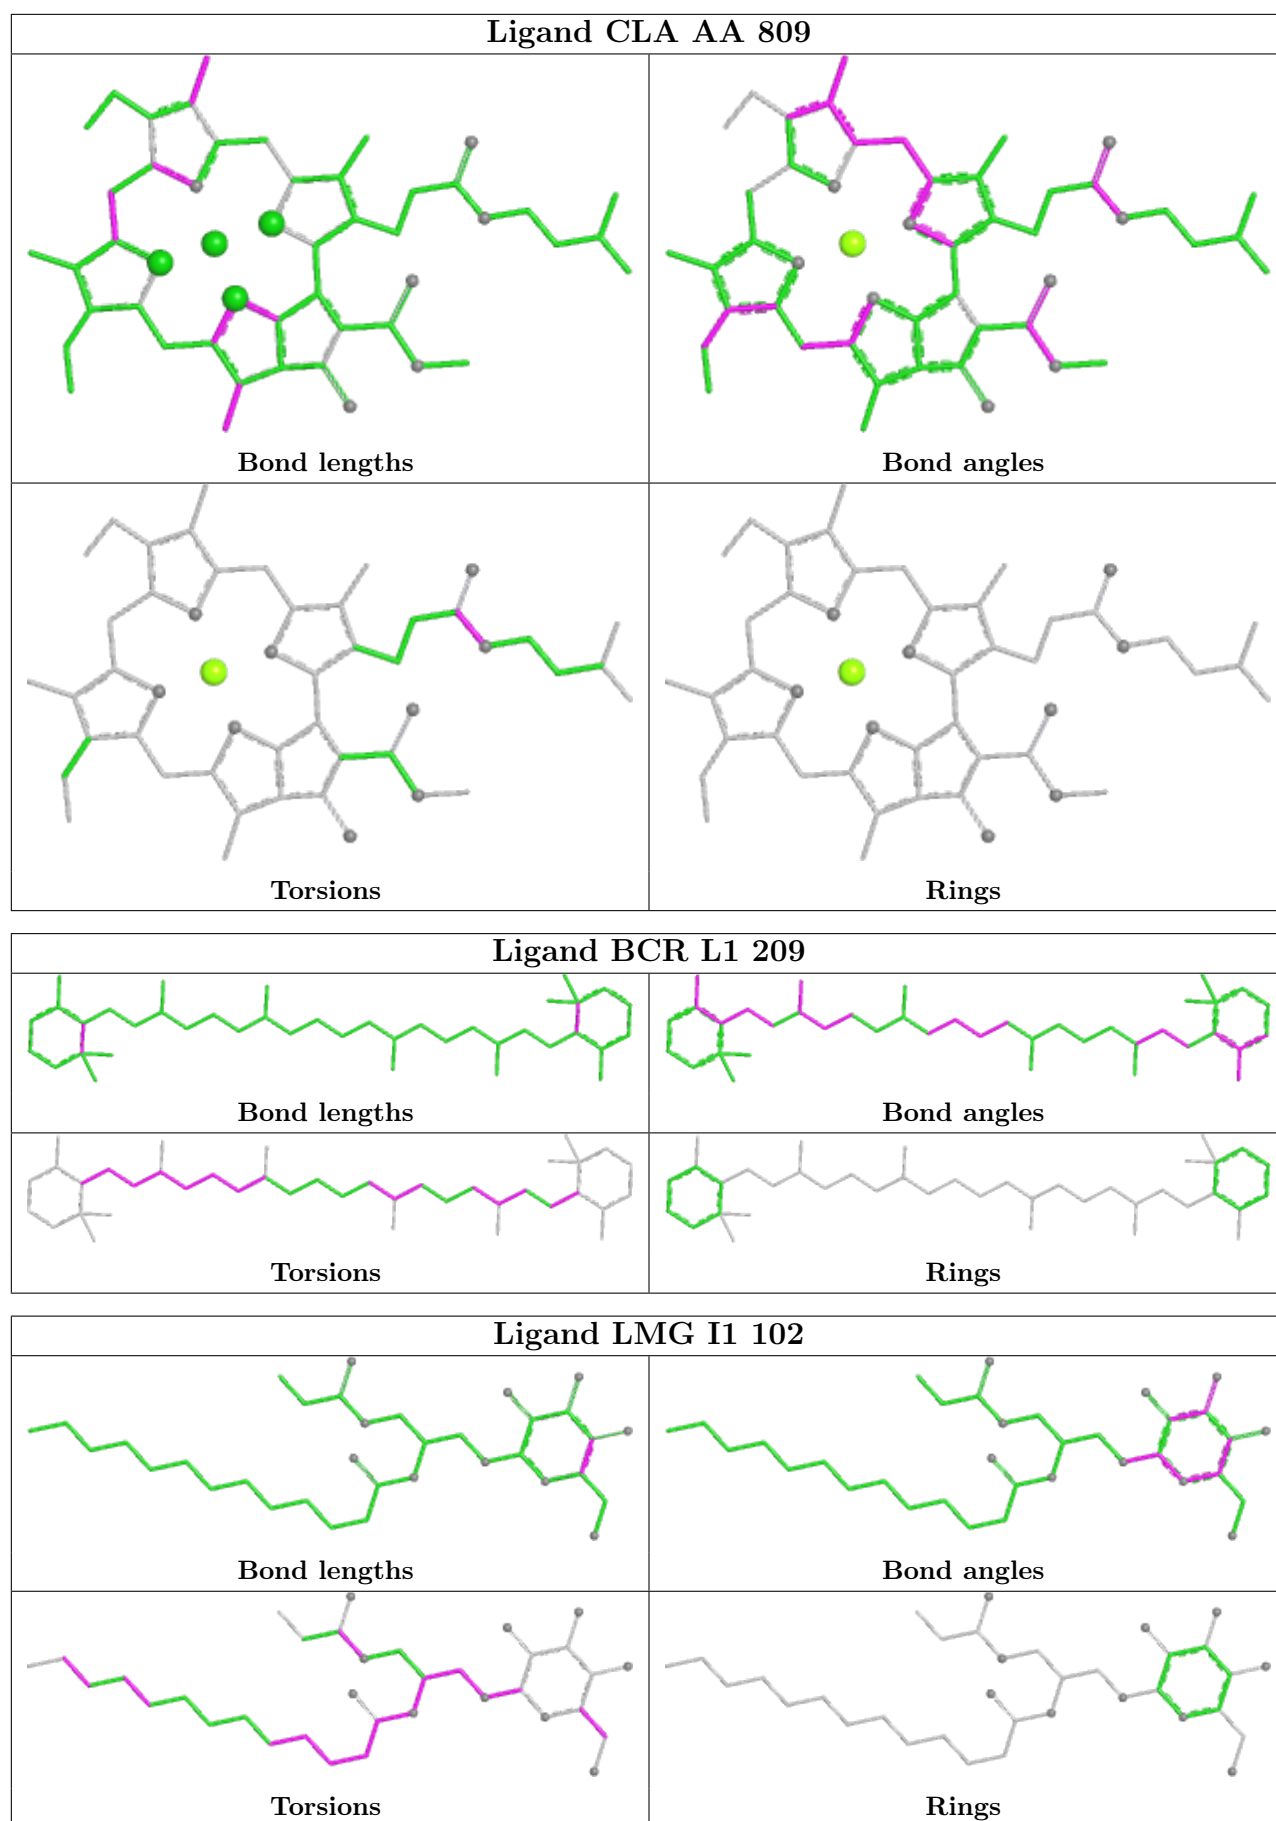 Ligand CLA AA 809
Bond lengths
Bond angles
Torsions
Rings
Ligand BCR L1 209
Bond lengths
Bond angles
Torsions
Rings
Ligand LMG I1 102
Bond lengths
Bond angles
Torsions
Rings